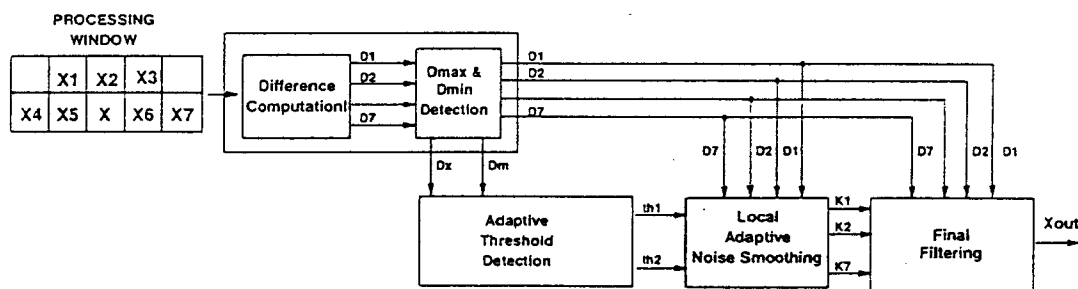 PROCESSING
WINDOW
X1 X2 X3
X4 X5 X X6 X7
Difference
Computation
D1
D2
D7
Dmax &
Dmin
Detection
D1
D2
D7
Dx Dm
D7 D2 D1
D7 D2 D1
Adaptive
Threshold
Detection
th1
th2
Local
Adaptive
Noise Smoothing
K1
K2
K7
Final
Filtering
Xout